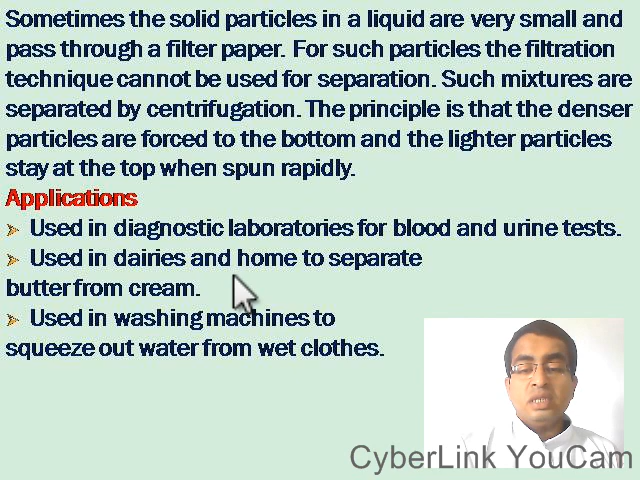 Sometimes the solid particles in a liquid are very small and
pass through a filter paper. For such particles the filtration
technique cannot be used for separation. Such mixtures are
separated by centrifugation. The principle is that the denser
particles are forced to the bottom and the lighter particles
stay at the top when spun rapidly.
Applications
Used in diagnostic laboratories for blood and urine tests.
Used in dairies and home to separate
butter from cream.
Used in washing machines to
squeeze out water from wet clothes.
CyberLink YouCam